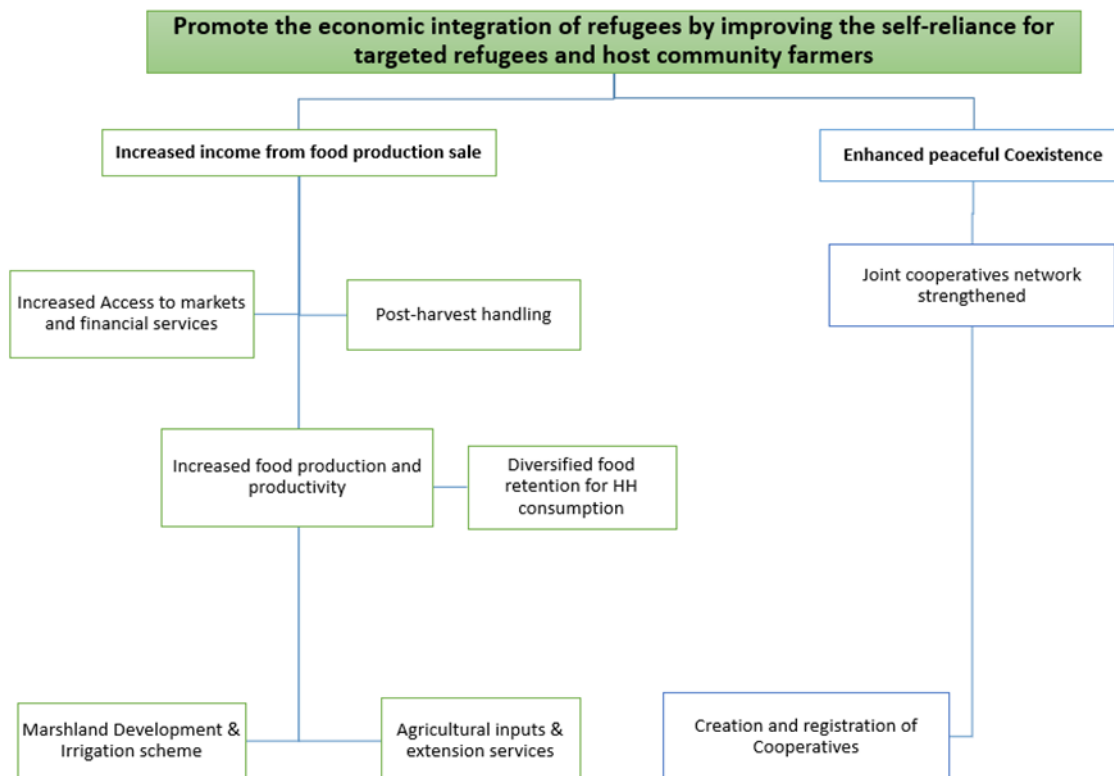 Promote the economic integration of refugees by improving the self-reliance for
targeted refugees and host community farmers
Increased income from food production sale
Enhanced peaceful Coexistence
Increased Access to markets
and financial services
Post-harvest handling
Joint cooperatives network
strengthened
Increased food production and
productivity
Diversified food
retention for HH
consumption
Marshland Development &
Irrigation scheme
Agricultural inputs &
extension services
Creation and registration of
Cooperatives